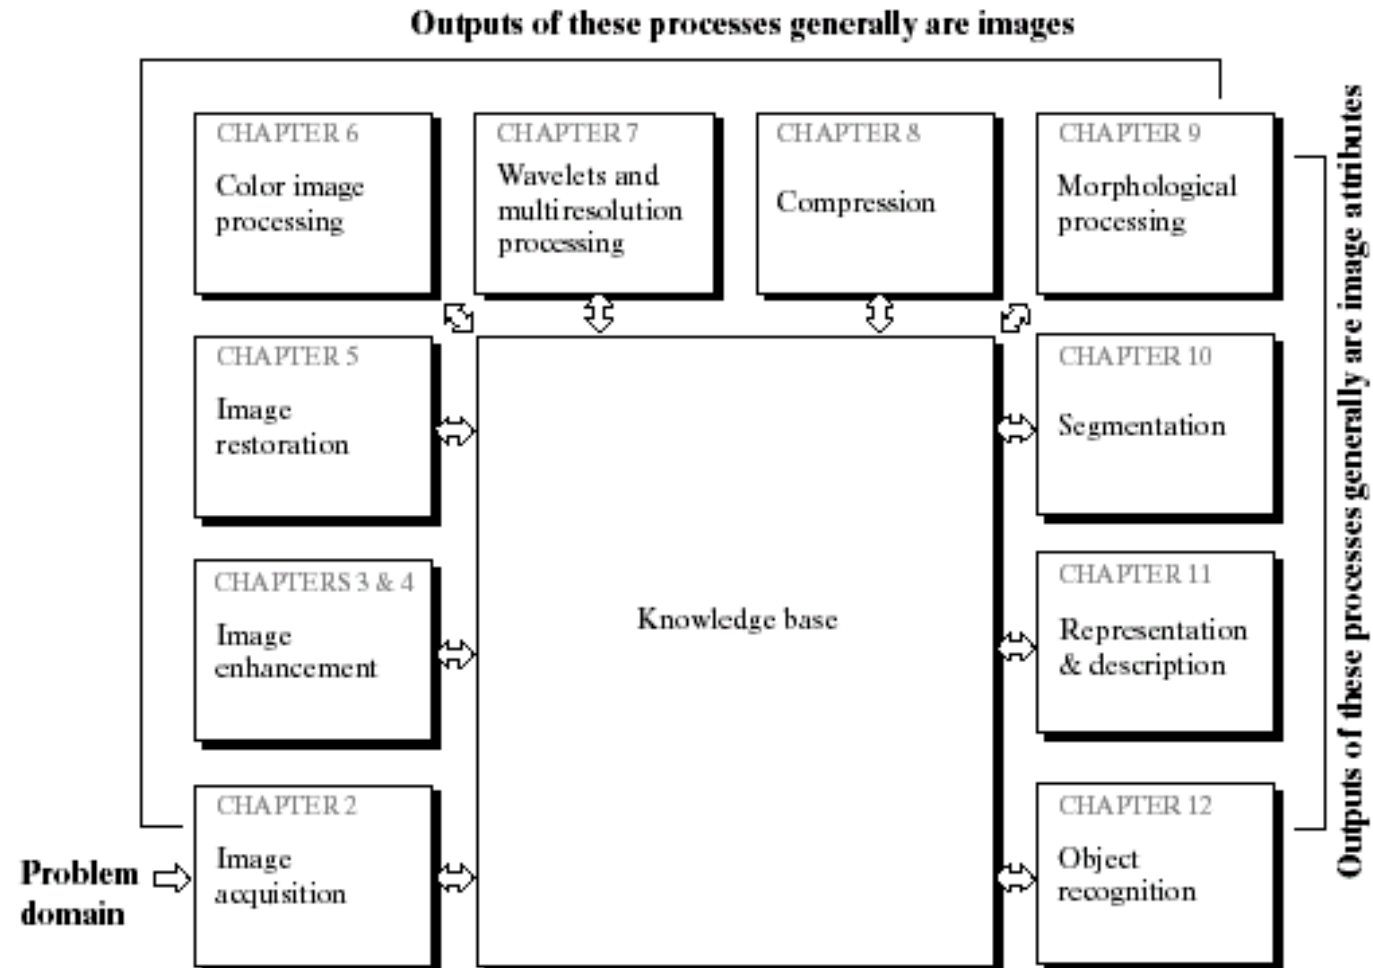 Outputs of these processes generally are images
CHAPTER 6
Color image
processing
CHAPTER 7
Wavelets and
multiresolution
processing
CHAPTER 8
Compression
CHAPTER 9
Morphological
processing
CHAPTER 5
Image
restoration
CHAPTER 10
Segmentation
CHAPTERS 3 & 4
Image
enhancement
Knowledge base
CHAPTER 11
Representation
& description
CHAPTER 2
Image
acquisition
Problem
domain
CHAPTER 12
Object
recognition
Outputs of these processes generally are image attributes